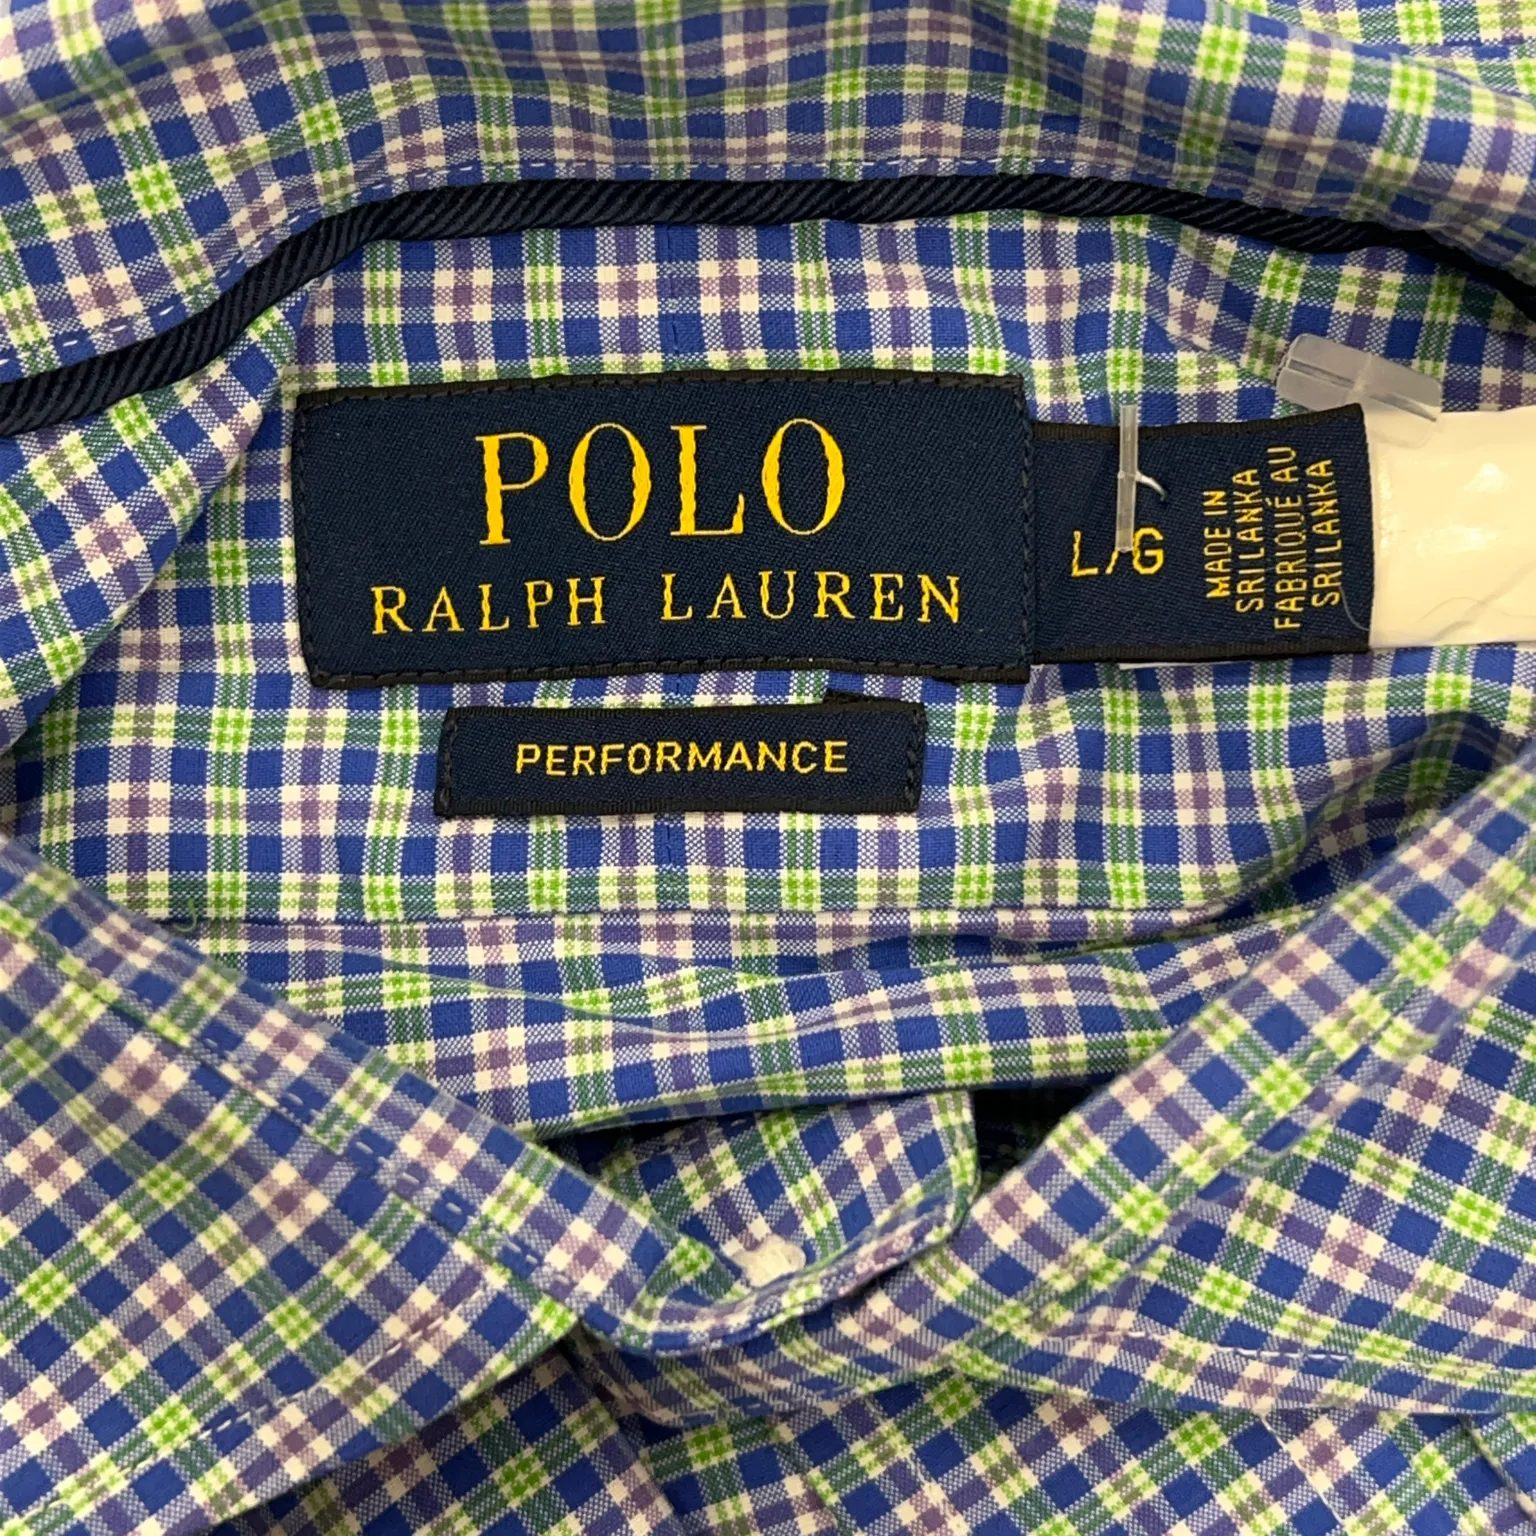 POLO
RALPH LAUREN
PERFORMANCE
L/G
MADE IN
SRI LANKA
FABRIQUÉ AU
SRI LANKA